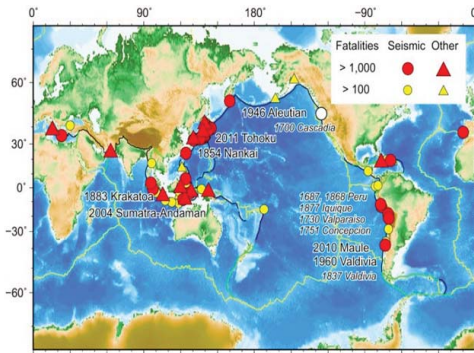 0° 90° 180° -90° 0°
60°
30°
0°
-30°
-60°
Fatalities Seismic Other
> 1,000
> 100
1946 Aleutian
1700 Cascadia
2011 Tohoku
1854 Nankai
1883 Krakatoa
2004 Sumatra-Andaman
1687, 1868 Peru
1877 Iquique
1730 Valparaiso
1751 Concepción
2010 Maule,
1960 Valdivia
1837 Valdivia